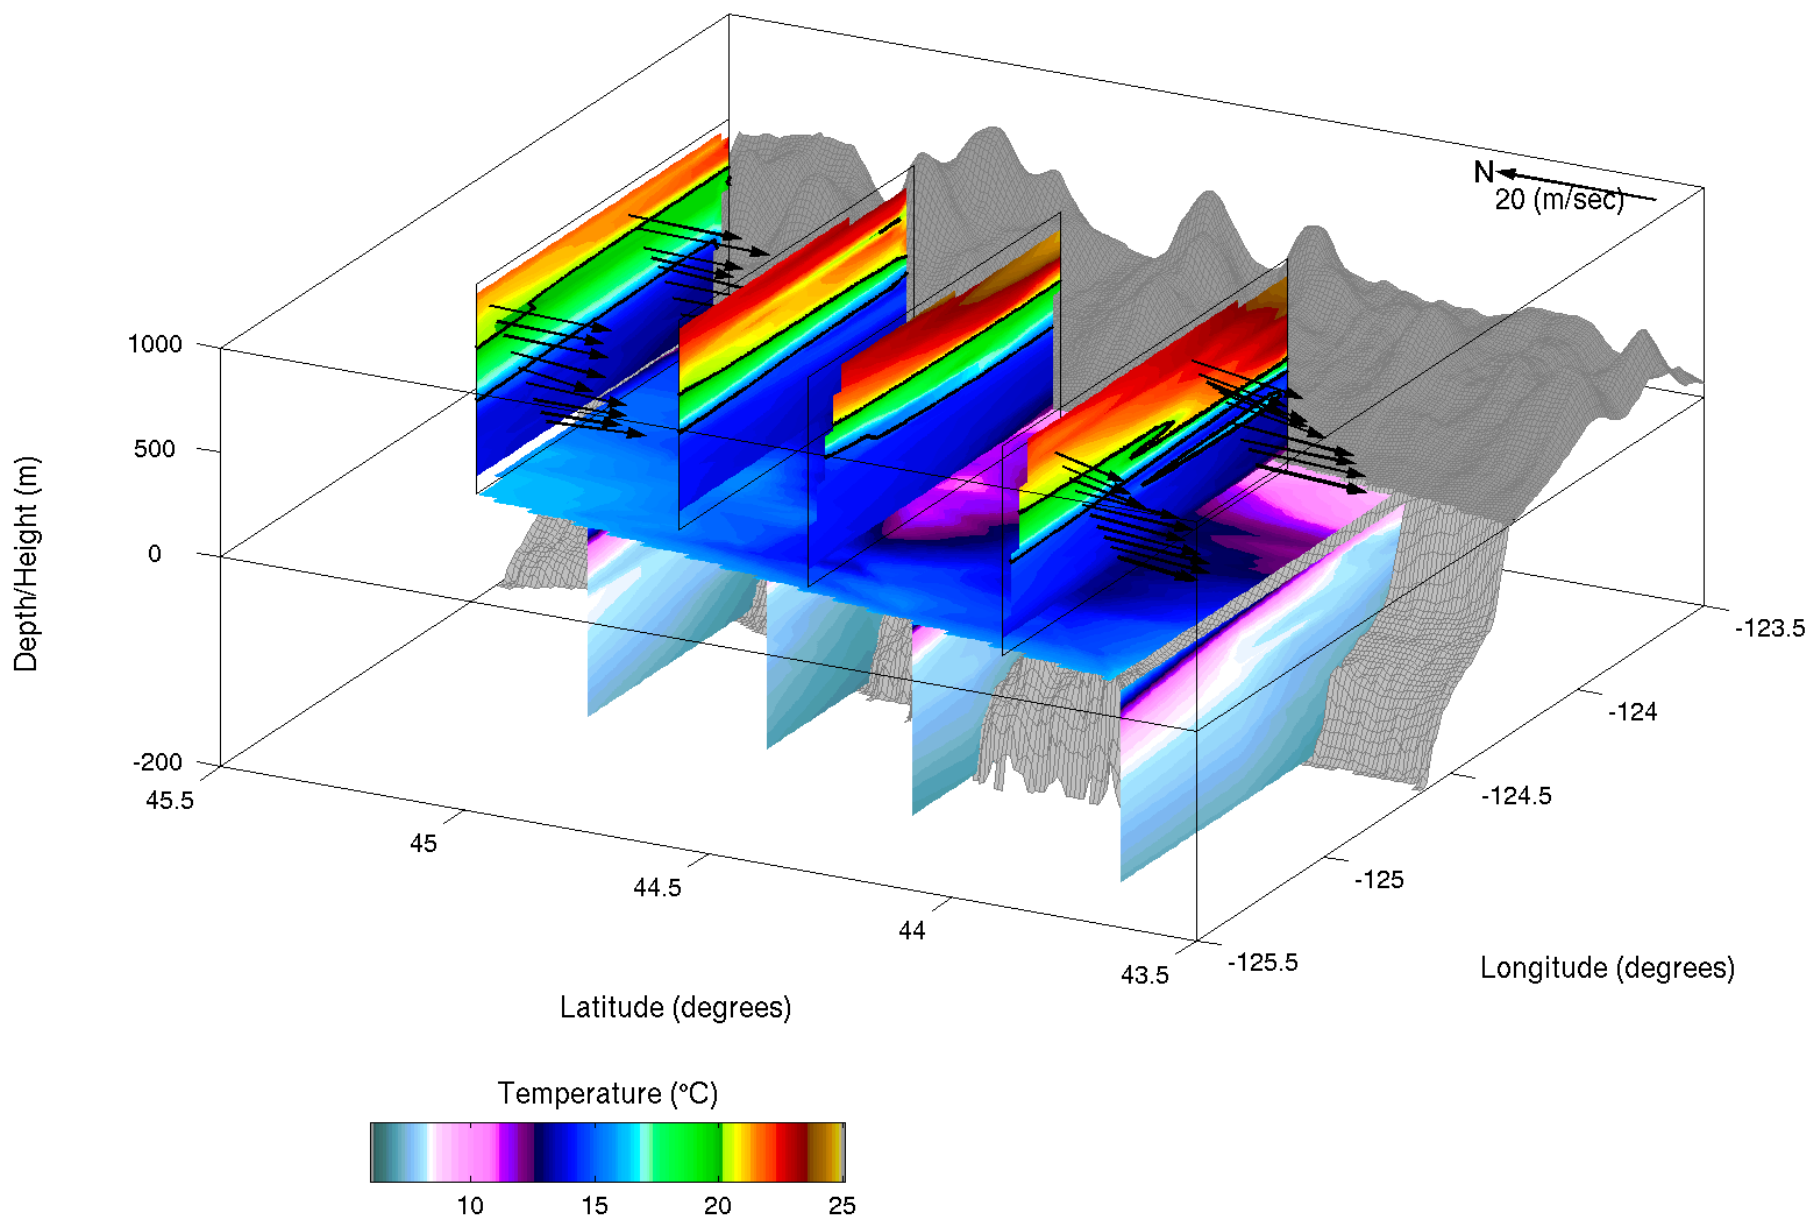 N
20 (m/sec)
1000
500
0
-200
Depth/Height (m)
45.5
45
44.5
44
43.5
Latitude (degrees)
-123.5
-124
-124.5
-125
-125.5
Longitude (degrees)
Temperature (°C)
10 15 20 25